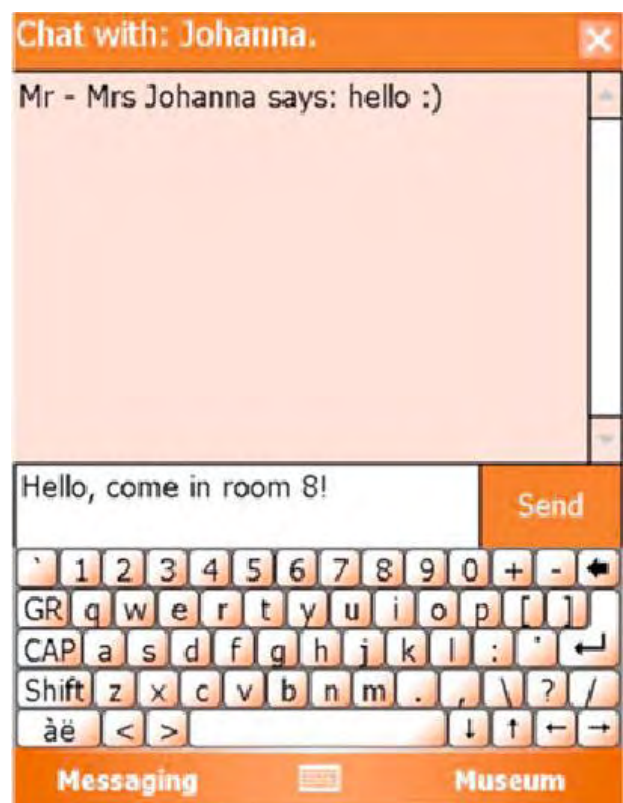 Chat with: Johanna.
Mr - Mrs Johanna says: hello :)
Hello, come in room 8!
Send
` 1 2 3 4 5 6 7 8 9 0 + -
GR q w e r t y u i o p [ ]
CAP a s d f g h j k l : '
Shift z x c v b n m . , \ ? /
àë < > ↓ ↑ ← →
Messaging Museum